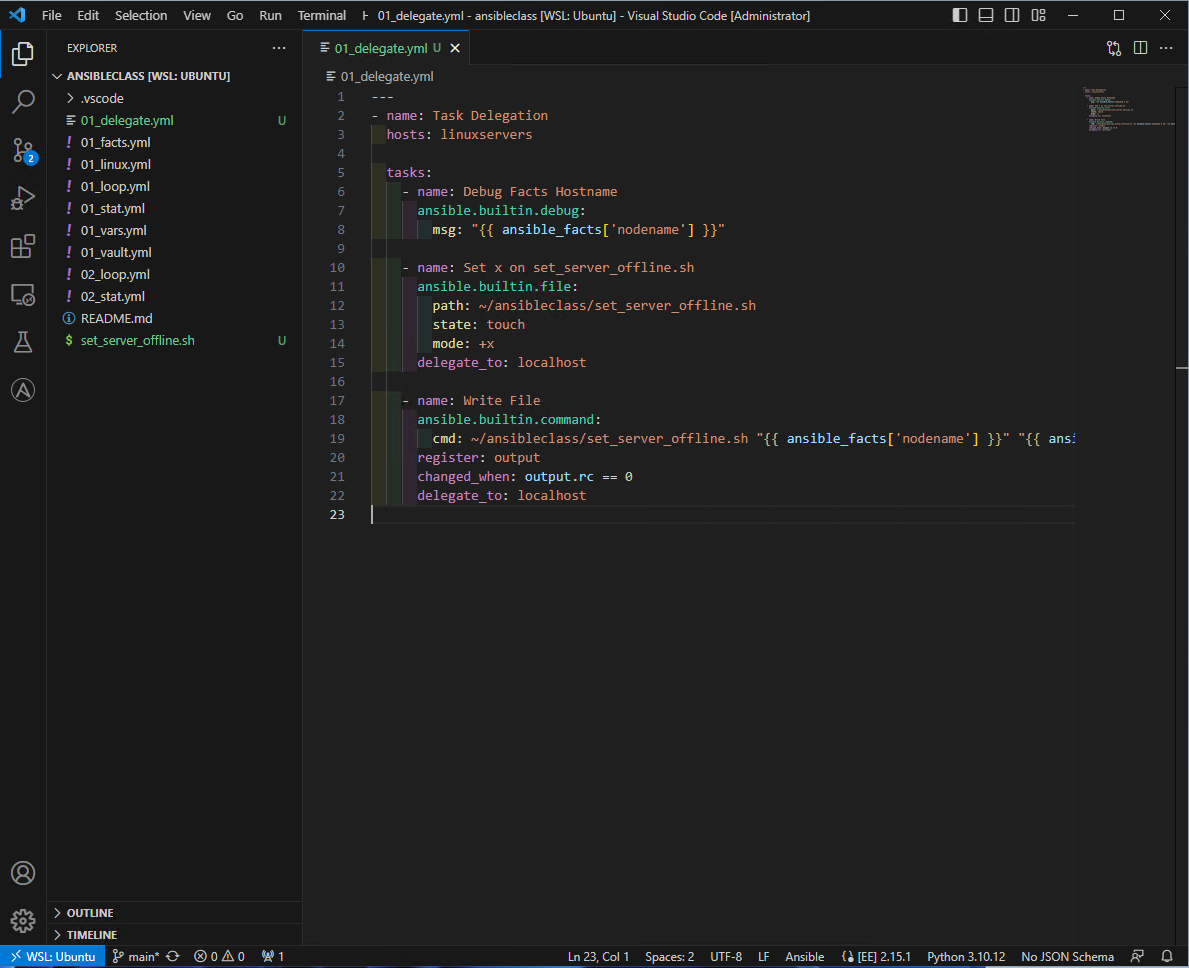 File Edit Selection View Go Run Terminal 01_delegate.yml - ansibleclass [WSL: Ubuntu] - Visual Studio Code [Administrator]
EXPLORER
ANSIBLECLASS [WSL: UBUNTU]
.vscode
01_delegate.yml U
01_facts.yml
01_linux.yml
01_loop.yml
01_stat.yml
01_vars.yml
01_vault.yml
02_loop.yml
02_stat.yml
README.md
$ set_server_offline.sh U
OUTLINE
TIMELINE
01_delegate.yml U
01_delegate.yml
1 ---
2 - name: Task Delegation
3 hosts: linuxservers
4
5 tasks:
6 - name: Debug Facts Hostname
7 ansible.builtin.debug:
8 msg: "{{ ansible_facts['nodename'] }}"
9
10 - name: Set x on set_server_offline.sh
11 ansible.builtin.file:
12 path: ~/ansibleclass/set_server_offline.sh
13 state: touch
14 mode: +x
15 delegate_to: localhost
16
17 - name: Write File
18 ansible.builtin.command:
19 cmd: ~/ansibleclass/set_server_offline.sh "{{ ansible_facts['nodename'] }}" "{{ ansi
20 register: output
21 changed_when: output.rc == 0
22 delegate_to: localhost
23
2
WSL: Ubuntu main* 0 0 1 Ln 23, Col 1 Spaces: 2 UTF-8 LF Ansible [EE] 2.15.1 Python 3.10.12 No JSON Schema